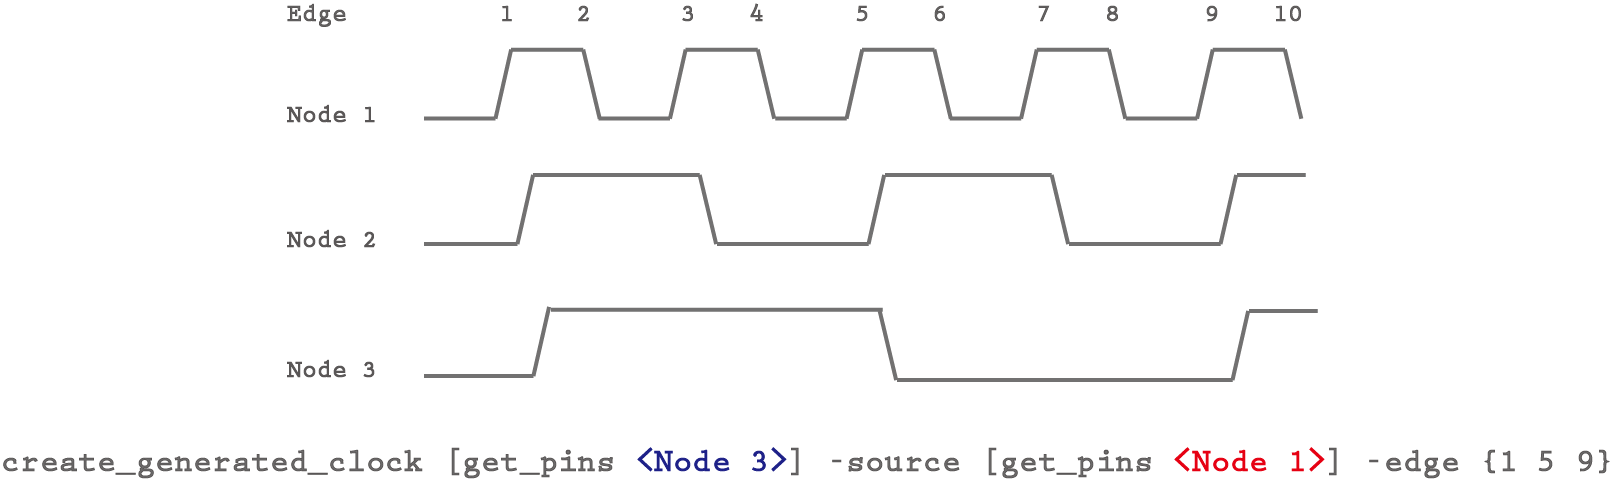 Edge 1 2 3 4 5 6 7 8 9 10
Node 1
Node 2
Node 3
create_generated_clock [get_pins <Node 3>] -source [get_pins <Node 1>] -edge {1 5 9}